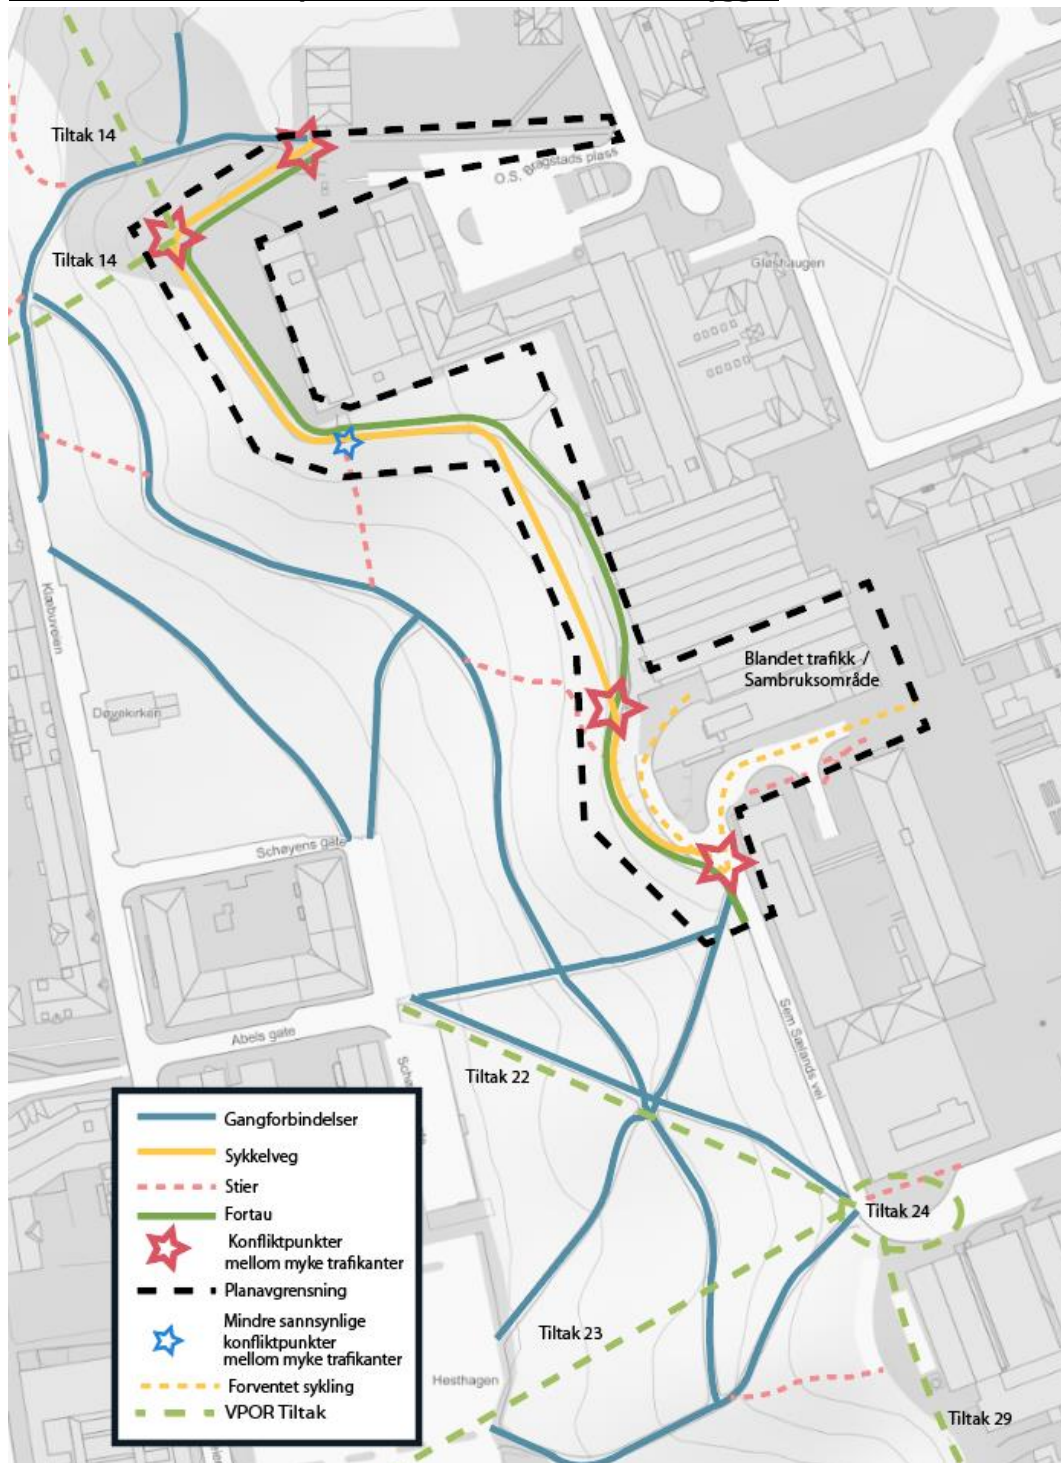 Tiltak 14
O.S. Bragstads plass
Tiltak 14
Gløshaugen
Klæbuveien
Blandet trafikk /
Sambruksområde
Døvekirken
Schøyens gate
Abels gate
Sem Sælands vei
Tiltak 22
Gangforbindelser
Sykkelveg
Stier
Fortau
Konfliktpunkter
mellom myke trafikanter
Planavgrensning
Mindre sannsynlige
konfliktpunkter
mellom myke trafikanter
Forventet sykling
VPOR Tiltak
Tiltak 24
Tiltak 23
Hesthagen
Tiltak 29